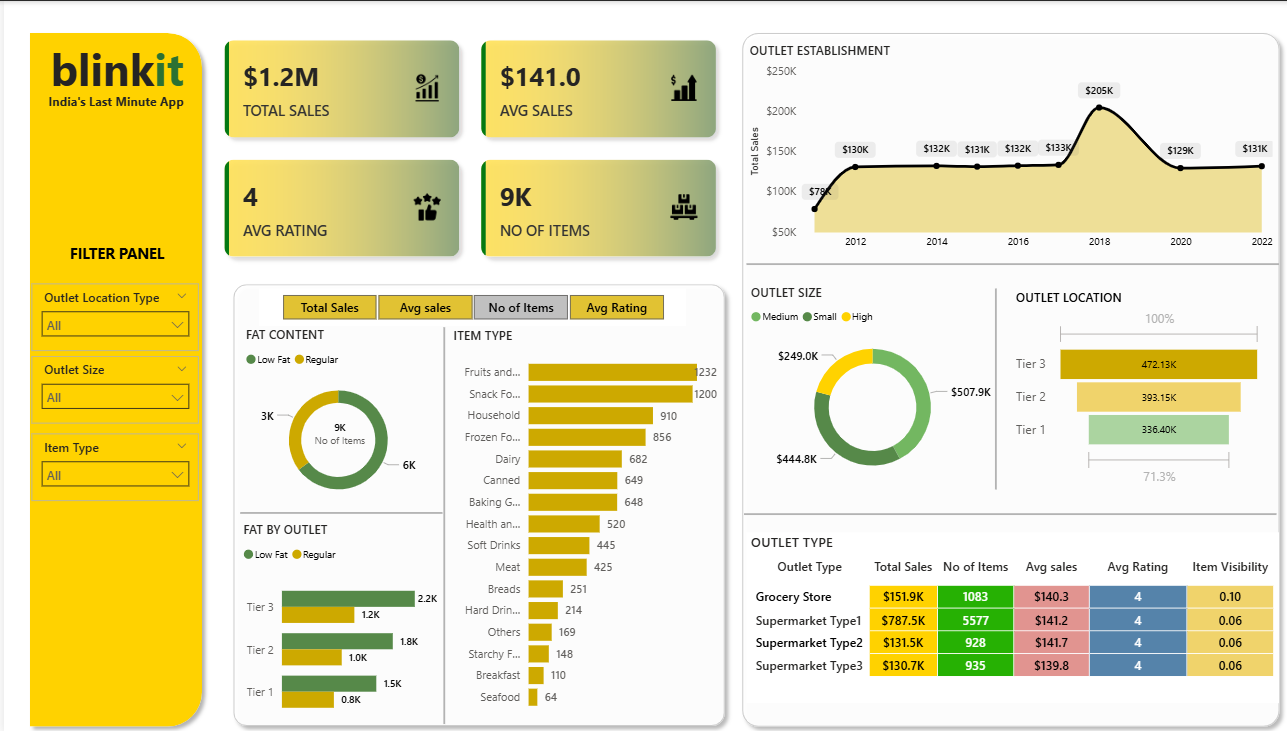 blinkit
India's Last Minute App
FILTER PANEL
Outlet Location Type
All
Outlet Size
All
Item Type
All
$1.2M
TOTAL SALES
$141.0
AVG SALES
4
AVG RATING
9K
NO OF ITEMS
Total Sales Avg sales No of Items Avg Rating
FAT CONTENT
Low Fat Regular
3K
9K
No of Items
6K
FAT BY OUTLET
Low Fat Regular
Tier 3 2.2K
1.2K
Tier 2 1.8K
1.0K
Tier 1 1.5K
0.8K
ITEM TYPE
Fruits and... 1232
Snack Fo... 1200
Household 910
Frozen Fo... 856
Dairy 682
Canned 649
Baking G... 648
Health an... 520
Soft Drinks 445
Meat 425
Breads 251
Hard Drin... 214
Others 169
Starchy F... 148
Breakfast 110
Seafood 64
OUTLET ESTABLISHMENT
Total Sales
$250K
$200K
$150K
$100K
$50K
$78K $130K $132K $131K $132K $133K $205K $129K $131K
2012 2014 2016 2018 2020 2022
OUTLET SIZE
Medium Small High
$249.0K
$507.9K
$444.8K
OUTLET LOCATION
100%
Tier 3 472.13K
Tier 2 393.15K
Tier 1 336.40K
71.3%
OUTLET TYPE
Outlet Type Total Sales No of Items Avg sales Avg Rating Item Visibility
Grocery Store $151.9K 1083 $140.3 4 0.10
Supermarket Type1 $787.5K 5577 $141.2 4 0.06
Supermarket Type2 $131.5K 928 $141.7 4 0.06
Supermarket Type3 $130.7K 935 $139.8 4 0.06